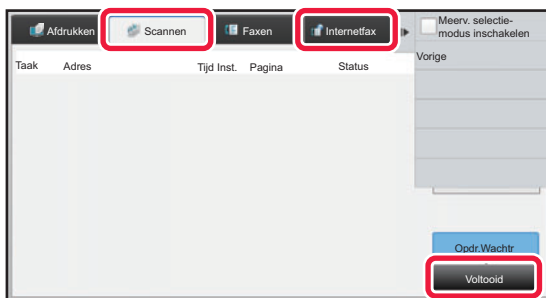 Afdrukken Scannen Faxen Internetfax
Meerv. selectie-
modus inschakelen
Vorige
Taak Adres Tijd Inst. Pagina Status
Opdr.Wachtr
Voltooid